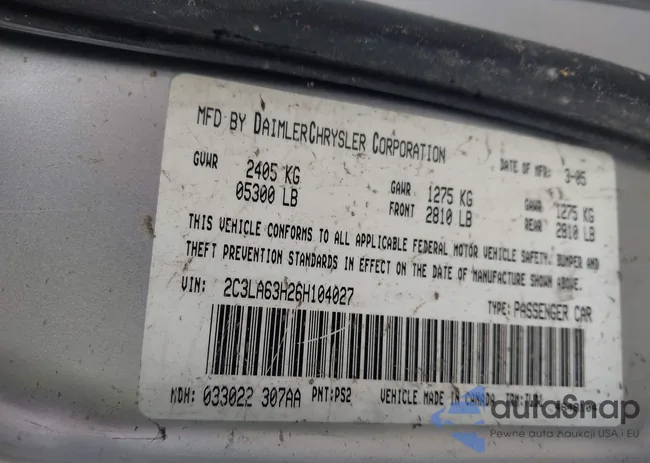 MFD BY DAIMLERCHRYSLER CORPORATION
DATE OF MFR: 3-05
GVWR 2405 KG
05300 LB
GAWR FRONT 1275 KG
2810 LB
GAWR REAR 1275 KG
2810 LB
THIS VEHICLE CONFORMS TO ALL APPLICABLE FEDERAL MOTOR VEHICLE SAFETY, BUMPER AND
THEFT PREVENTION STANDARDS IN EFFECT ON THE DATE OF MANUFACTURE SHOWN ABOVE.
VIN: 2C3LA63H26H104027
TYPE: PASSENGER CAR
MDH: 033022 307AA PNT:PS2 VEHICLE MADE IN CANADA
autoSnap
Pewne auta z aukcji USA i EU